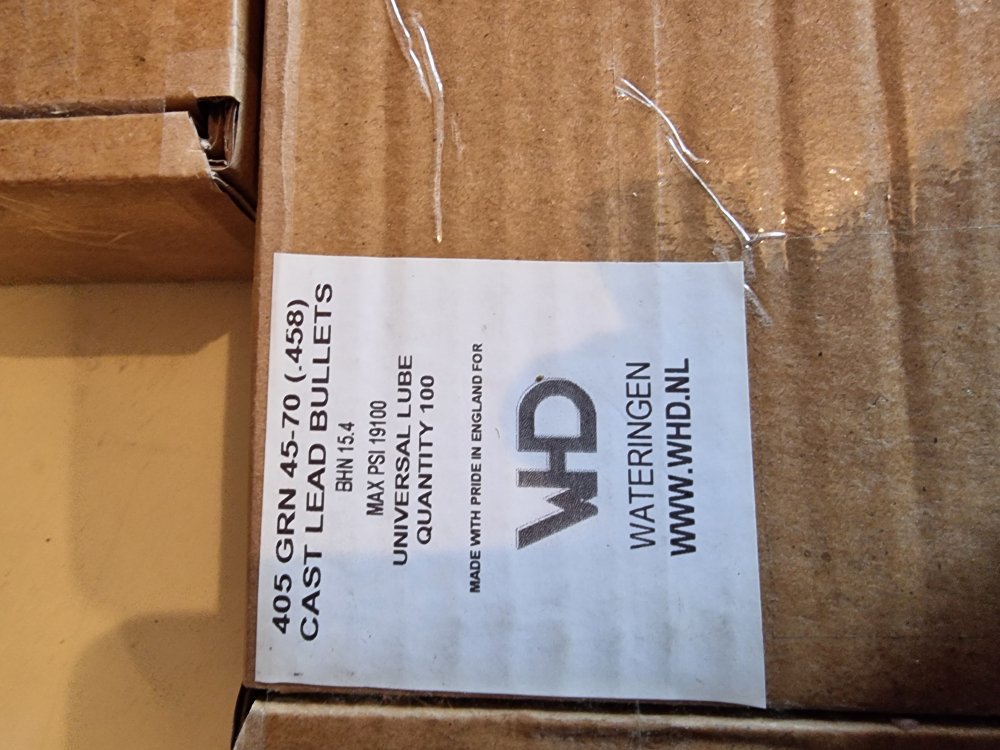 405 GRN 45-70 (.458)
CAST LEAD BULLETS
BHN 15.4
MAX PSI 19100
UNIVERSAL LUBE
QUANTITY 100
MADE WITH PRIDE IN ENGLAND FOR
WHD
WATERINGEN
WWW.WHD.NL